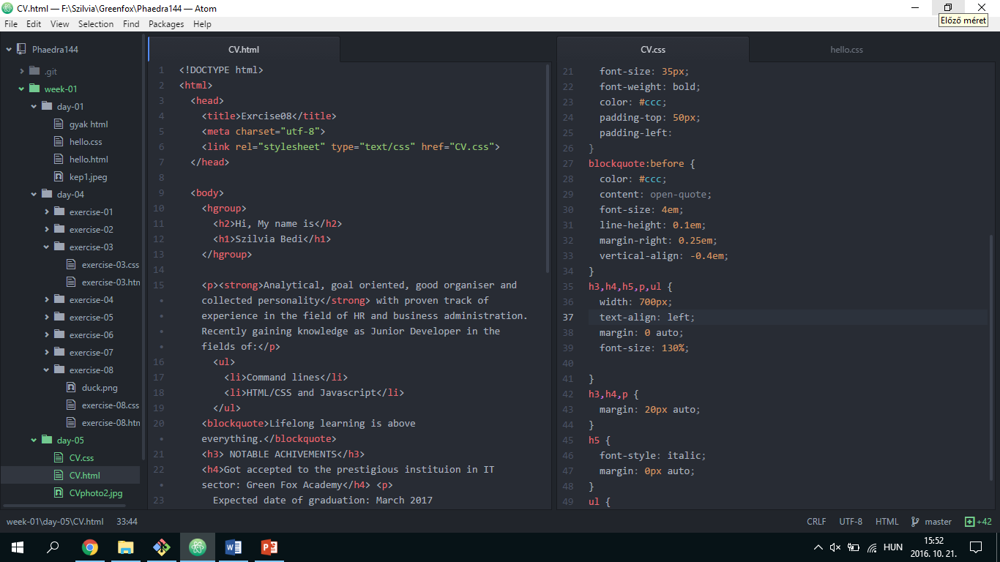 CV.html — F:\Szilvia\Greenfox\Phaedra144 — Atom
Előző méret
File Edit View Selection Find Packages Help
Phaedra144
.git
week-01
day-01
gyak html
hello.css
hello.html
kep1.jpeg
day-04
exercise-01
exercise-02
exercise-03
exercise-03.css
exercise-03.htn
exercise-04
exercise-05
exercise-06
exercise-07
exercise-08
duck.png
exercise-08.css
exercise-08.htn
day-05
CV.css
CV.html
CVphoto2.jpg
CV.html
1 <!DOCTYPE html>
2 <html>
3 <head>
4 <title>Exrcise08</title>
5 <meta charset="utf-8">
6 <link rel="stylesheet" type="text/css" href="CV.css">
7 </head>
8
9 <body>
10 <hgroup>
11 <h2>Hi, My name is</h2>
12 <h1>Szilvia Bedi</h1>
13 </hgroup>
14
15 <p><strong>Analytical, goal oriented, good organiser and
• collected personality</strong> with proven track of
• experience in the field of HR and business administration.
• Recently gaining knowledge as Junior Developer in the
• fields of:</p>
16 <ul>
17 <li>Command lines</li>
18 <li>HTML/CSS and Javascript</li>
19 </ul>
20 <blockquote>Lifelong learning is above
• everything.</blockquote>
21 <h3> NOTABLE ACHIVEMENTS</h3>
22 <h4>Got accepted to the prestigious instituion in IT
• sector: Green Fox Academy</h4> <p>
23 Expected date of graduation: March 2017
CV.css hello.css
21 font-size: 35px;
22 font-weight: bold;
23 color: #ccc;
24 padding-top: 50px;
25 padding-left:
26 }
27 blockquote:before {
28 color: #ccc;
29 content: open-quote;
30 font-size: 4em;
31 line-height: 0.1em;
32 margin-right: 0.25em;
33 vertical-align: -0.4em;
34 }
35 h3,h4,h5,p,ul {
36 width: 700px;
37 text-align: left;
38 margin: 0 auto;
39 font-size: 130%;
40
41 }
42 h3,h4,p {
43 margin: 20px auto;
44 }
45 h5 {
46 font-style: italic;
47 margin: 0px auto;
48 }
49 ul {
week-01\day-05\CV.html 33:44 CRLF UTF-8 HTML master +42
HUN
15:52
2016. 10. 21.